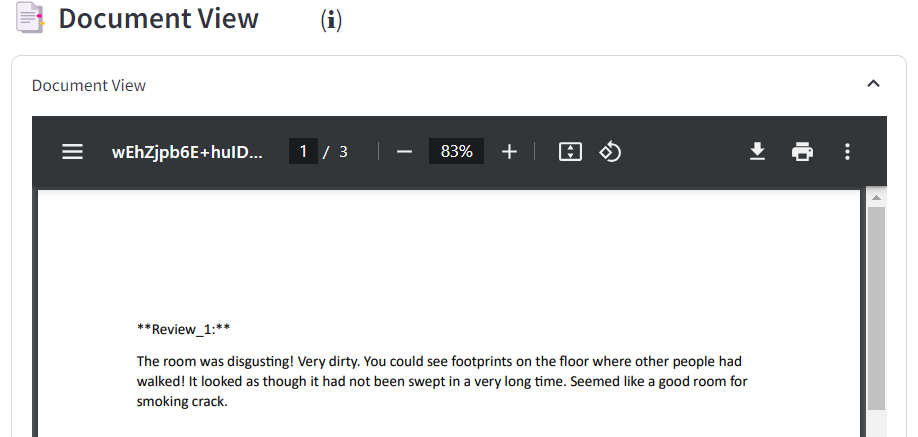 Document View (i)
Document View
wEhZjpb6E+huID... 1 / 3 83%
**Review_1:**
The room was disgusting! Very dirty. You could see footprints on the floor where other people had
walked! It looked as though it had not been swept in a very long time. Seemed like a good room for
smoking crack.